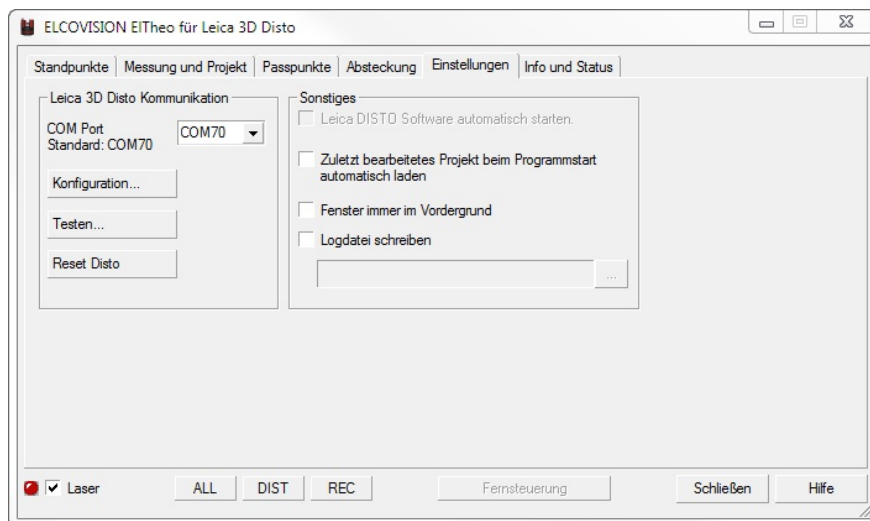 ELCOVISION ElTheo für Leica 3D Disto
Standpunkte
Messung und Projekt
Passpunkte
Absteckung
Einstellungen
Info und Status
Leica 3D Disto Kommunikation
COM Port
Standard: COM70
COM70
Konfiguration...
Testen...
Reset Disto
Sonstiges
Leica DISTO Software automatisch starten.
Zuletzt bearbeitetes Projekt beim Programmstart
automatisch laden
Fenster immer im Vordergrund
Logdatei schreiben
...
Laser
ALL
DIST
REC
Fernsteuerung
Schließen
Hilfe